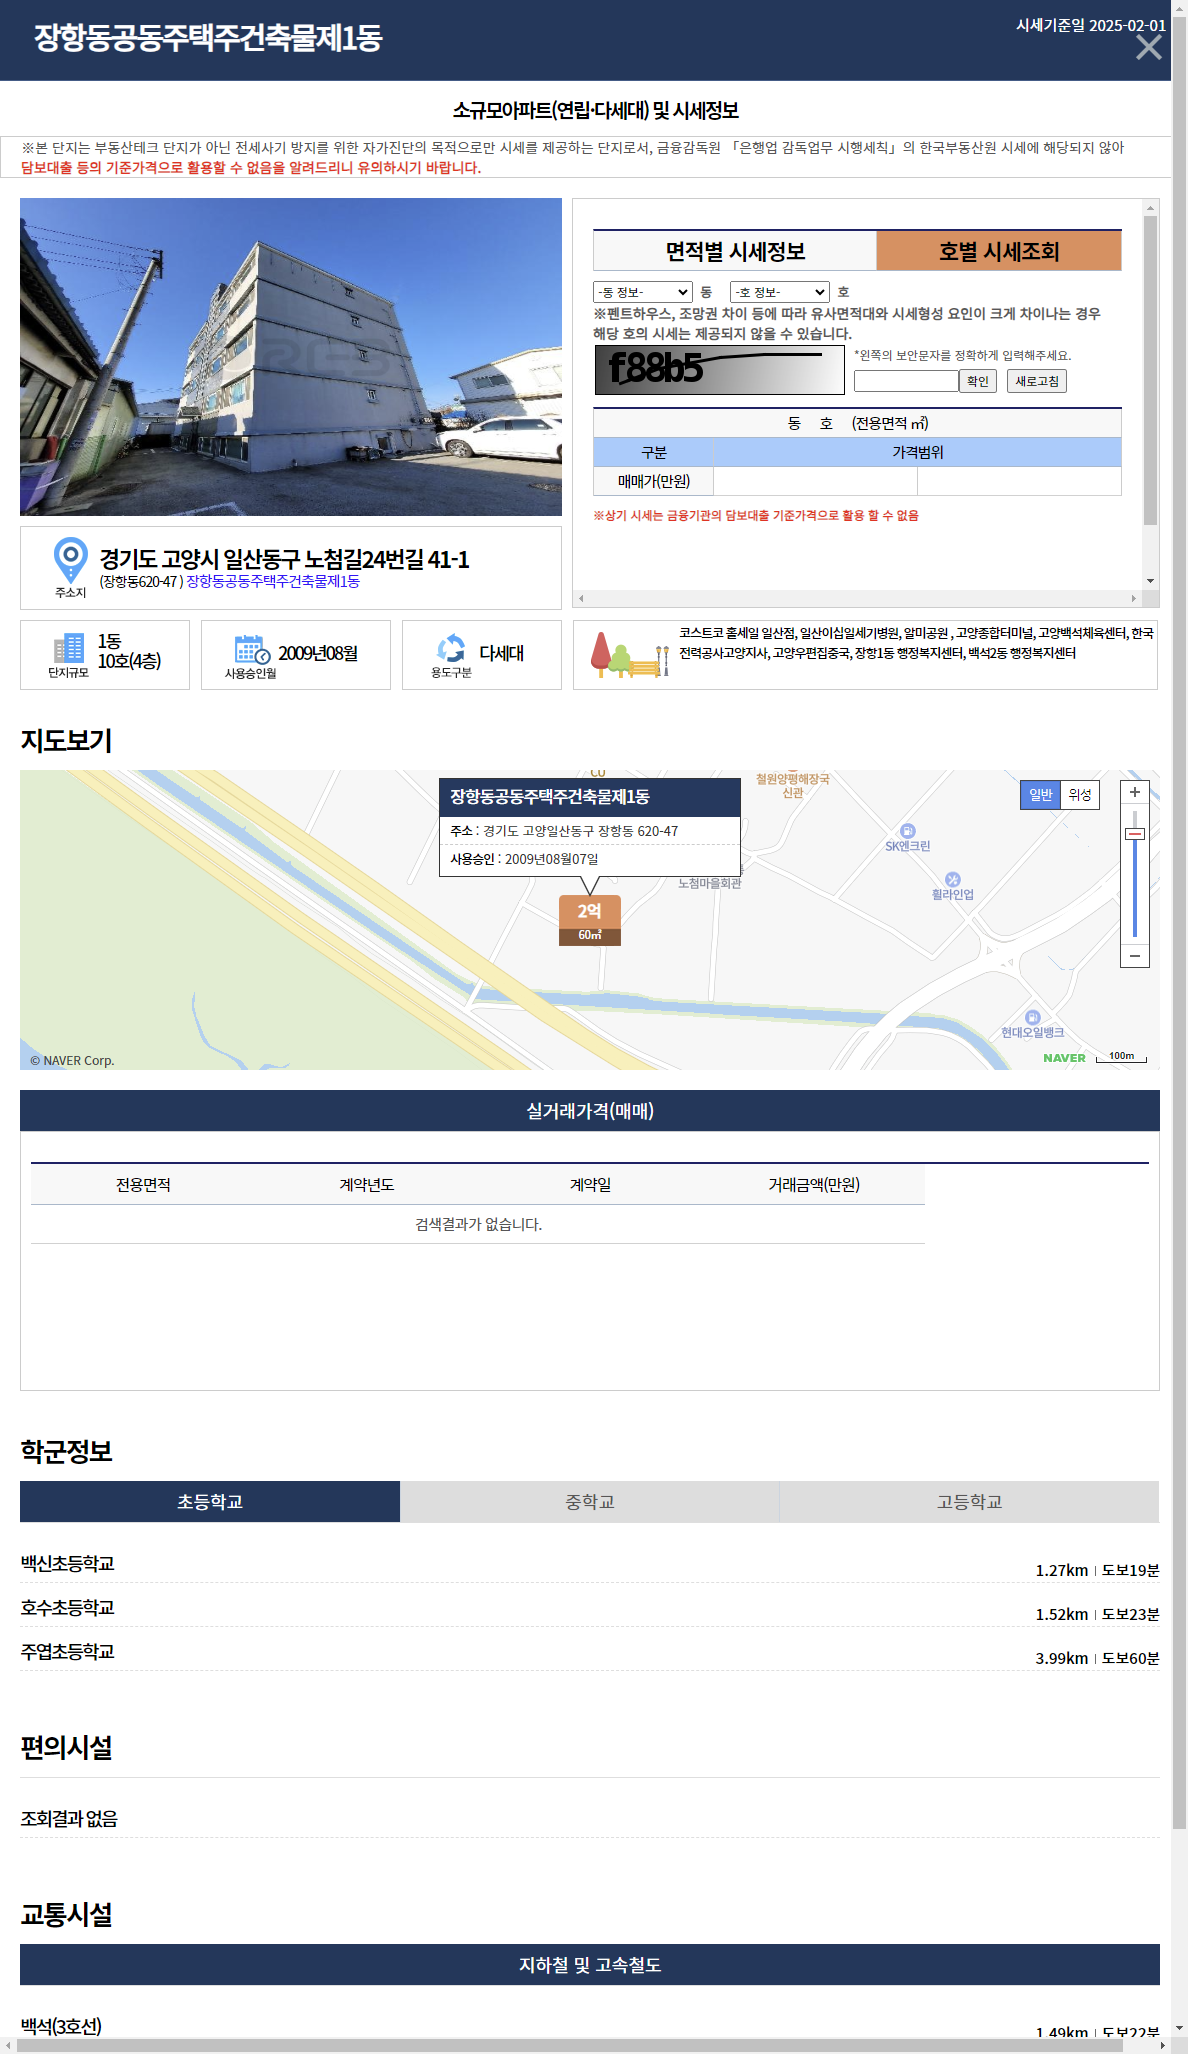 장항동공동주택주건축물제1동
시세기준일 2025-02-01
소규모아파트(연립·다세대) 및 시세정보
※본 단지는 부동산테크 단지가 아닌 전세사기 방지를 위한 자가진단의 목적으로만 시세를 제공하는 단지로서, 금융감독원 「은행업 감독업무 시행세칙」의 한국부동산원 시세에 해당되지 않아
담보대출 등의 기준가격으로 활용할 수 없음을 알려드리니 유의하시기 바랍니다.
면적별 시세정보 호별 시세조회
-동 정보- 동 -호 정보- 호
※펜트하우스, 조망권 차이 등에 따라 유사면적대와 시세형성 요인이 크게 차이나는 경우
해당 호의 시세는 제공되지 않을 수 있습니다.
f88b5
*왼쪽의 보안문자를 정확하게 입력해주세요.
확인 새로고침
동 호 (전용면적 ㎡)
구분 가격범위
매매가(만원)
※상기 시세는 금융기관의 담보대출 기준가격으로 활용 할 수 없음
주소지
경기도 고양시 일산동구 노첨길24번길 41-1
(장항동620-47 ) 장항동공동주택주건축물제1동
단지규모
1동
10호(4층)
사용승인월
2009년08월
용도구분
다세대
코스트코 홀세일 일산점, 일산이십일세기병원, 알미공원 , 고양종합터미널, 고양백석체육센터, 한국
전력공사고양지사, 고양우편집중국, 장항1동 행정복지센터, 백석2동 행정복지센터
지도보기
CU
철원양평해장국
신관
장항동공동주택주건축물제1동
주소 : 경기도 고양일산동구 장항동 620-47
사용승인 : 2009년08월07일
일반 위성
SK엔크린
노첨마을회관
휠라인업
2억
60㎡
현대오일뱅크
© NAVER Corp.
NAVER 100m
실거래가격(매매)
전용면적 계약년도 계약일 거래금액(만원)
검색결과가 없습니다.
학군정보
초등학교 중학교 고등학교
백신초등학교 1.27km | 도보19분
호수초등학교 1.52km | 도보23분
주엽초등학교 3.99km | 도보60분
편의시설
조회결과 없음
교통시설
지하철 및 고속철도
백석(3호선) 1.49km | 도보22분